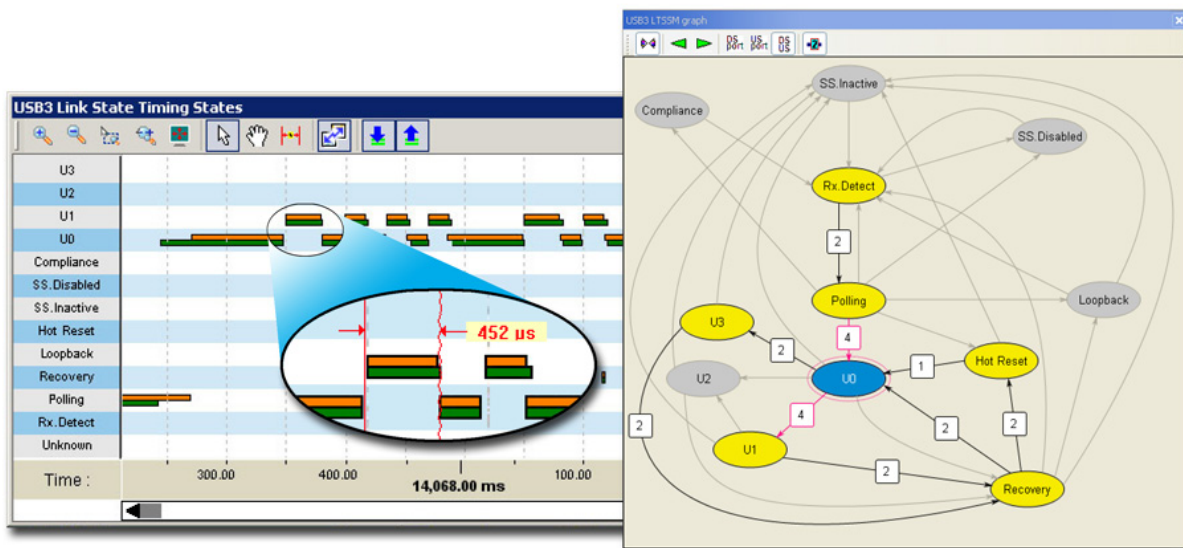 USB3 LTSSM graph
DS port
US port
DS US
USB3 Link State Timing States
U3
U2
U1
U0
Compliance
SS.Disabled
SS.Inactive
Hot Reset
Loopback
Recovery
Polling
Rx.Detect
Unknown
452 µs
Time :
300.00
400.00
14,068.00 ms
100.00
SS.Inactive
Compliance
SS.Disabled
Rx.Detect
2
Polling
Loopback
U3
4
2
Hot Reset
1
U2
U0
4
2
2
2
U1
2
Recovery